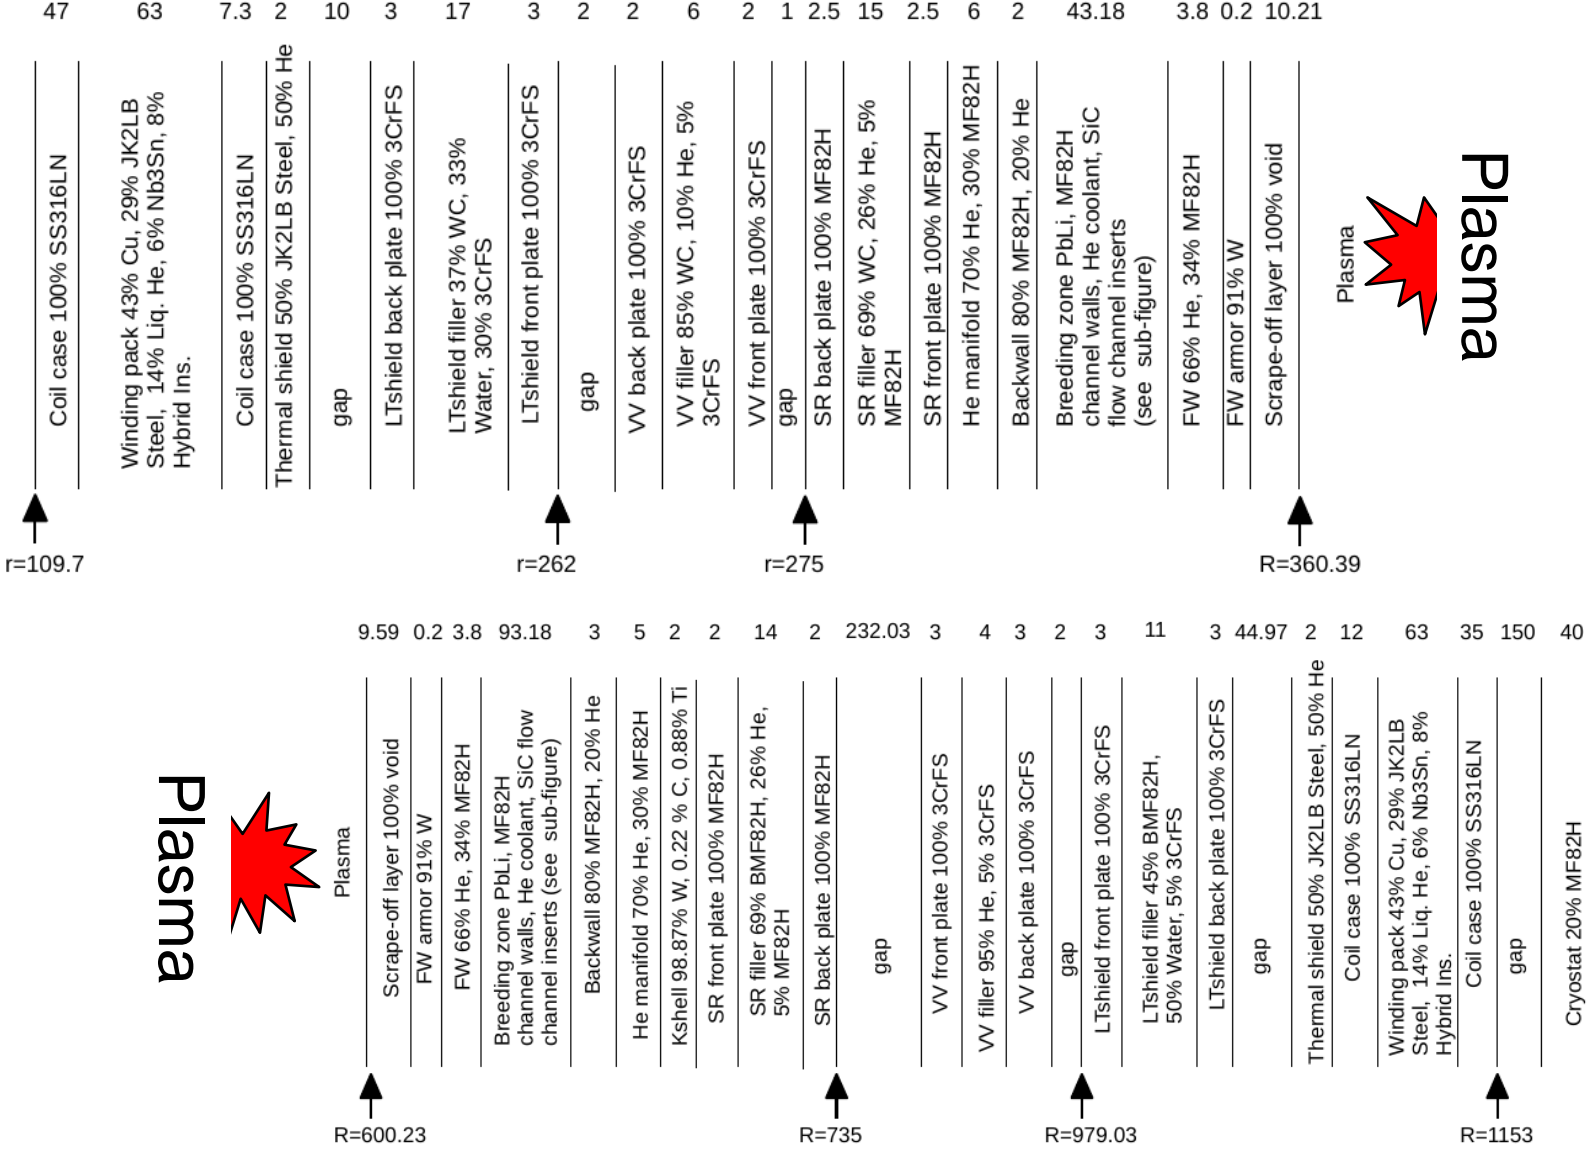 47 63 7.3 2 10 3 17 3 2 2 6 2 1 2.5 15 2.5 6 2 43.18 3.8 0.2 10.21
Coil case 100% SS316LN
Winding pack 43% Cu, 29% JK2LB
Steel, 14% Liq. He, 6% Nb3Sn, 8%
Hybrid Ins.
Coil case 100% SS316LN
Thermal shield 50% JK2LB Steel, 50% He
gap
LTshield back plate 100% 3CrFS
LTshield filler 37% WC, 33%
Water, 30% 3CrFS
LTshield front plate 100% 3CrFS
gap
VV back plate 100% 3CrFS
VV filler 85% WC, 10% He, 5%
3CrFS
VV front plate 100% 3CrFS
gap
SR back plate 100% MF82H
SR filler 69% WC, 26% He, 5%
MF82H
SR front plate 100% MF82H
He manifold 70% He, 30% MF82H
Backwall 80% MF82H, 20% He
Breeding zone PbLi, MF82H
channel walls, He coolant, SiC
flow channel inserts
(see sub-figure)
FW 66% He, 34% MF82H
FW armor 91% W
Scrape-off layer 100% void
Plasma
Plasma
r=109.7
r=262
r=275
R=360.39
9.59 0.2 3.8 93.18 3 5 2 2 14 2 232.03 3 4 3 2 3 11 3 44.97 2 12 63 35 150 40
Plasma
Plasma
Scrape-off layer 100% void
FW armor 91% W
FW 66% He, 34% MF82H
Breeding zone PbLi, MF82H
channel walls, He coolant, SiC flow
channel inserts (see sub-figure)
Backwall 80% MF82H, 20% He
He manifold 70% He, 30% MF82H
Kshell 98.87% W, 0.22 % C, 0.88% Ti
SR front plate 100% MF82H
SR filler 69% BMF82H, 26% He,
5% MF82H
SR back plate 100% MF82H
gap
VV front plate 100% 3CrFS
VV filler 95% He, 5% 3CrFS
VV back plate 100% 3CrFS
gap
LTshield front plate 100% 3CrFS
LTshield filler 45% BMF82H,
50% Water, 5% 3CrFS
LTshield back plate 100% 3CrFS
gap
Thermal shield 50% JK2LB Steel, 50% He
Coil case 100% SS316LN
Winding pack 43% Cu, 29% JK2LB
Steel, 14% Liq. He, 6% Nb3Sn, 8%
Hybrid Ins.
Coil case 100% SS316LN
gap
Cryostat 20% MF82H
R=600.23
R=735
R=979.03
R=1153